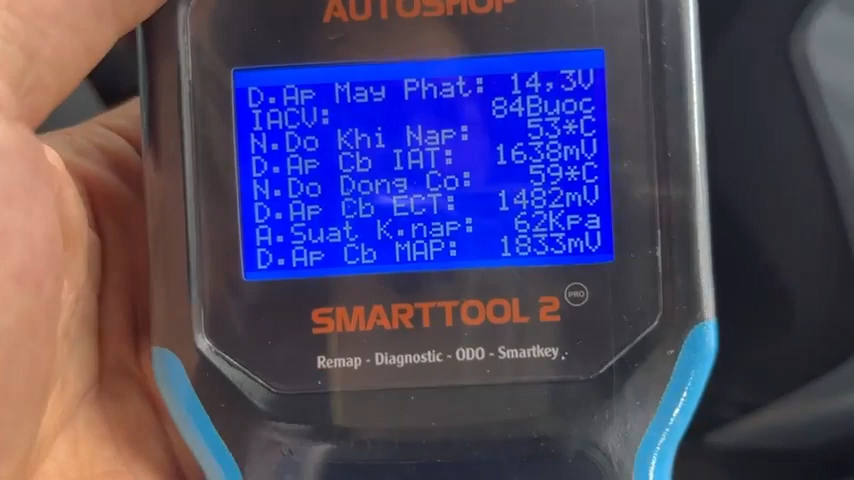 AUTOSHOP
D.Ap May Phat: 14,3V
IACV: 84Buoc
N.Do Khi Nap: 53*C
D.Ap Cb IAT: 1638mV
N.Do Dong Co: 59*C
D.Ap Cb ECT: 1482mV
A.Suat K.nap: 62Kpa
D.Ap Cb MAP: 1833mV
SMARTTOOL 2 PRO
Remap - Diagnostic - ODO - Smartkey.